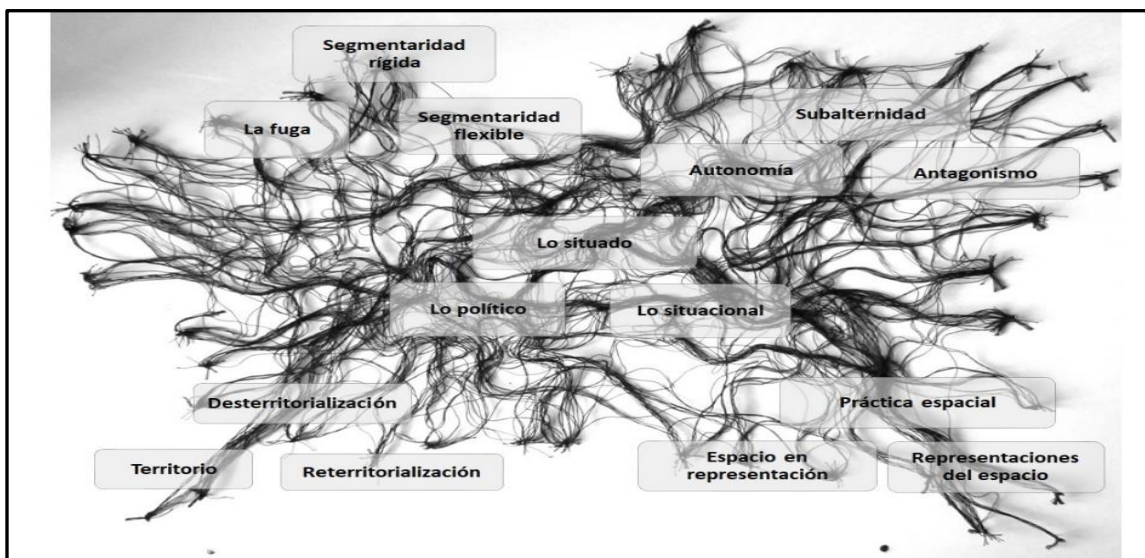 Segmentaridad
rígida
La fuga
Segmentaridad
flexible
Subalternidad
Autonomía
Antagonismo
Lo situado
Lo político
Lo situacional
Desterritorialización
Práctica espacial
Territorio
Reterritorialización
Espacio en
representación
Representaciones
del espacio